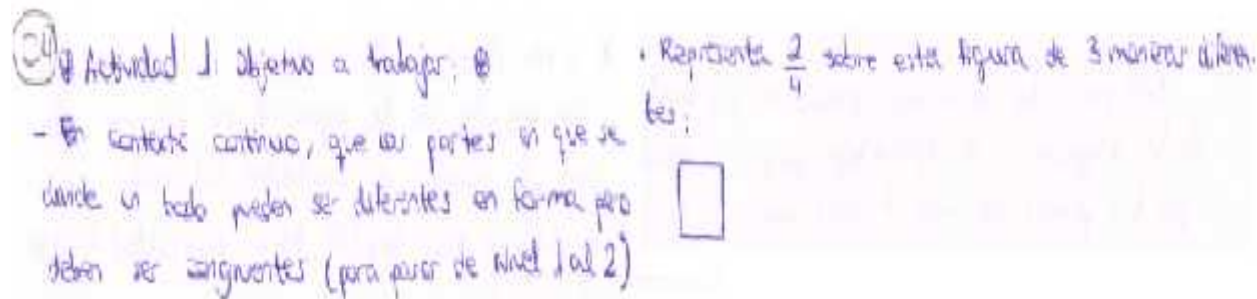 Actividad 1: Objetivo a trabajar:
- En contexto continuo, que las partes en que se
divide un todo pueden ser diferentes en forma pero
deben ser congruentes (para pasar de nivel 1 al 2)
· Representa 2/4 sobre esta figura de 3 maneras diferen-
tes: